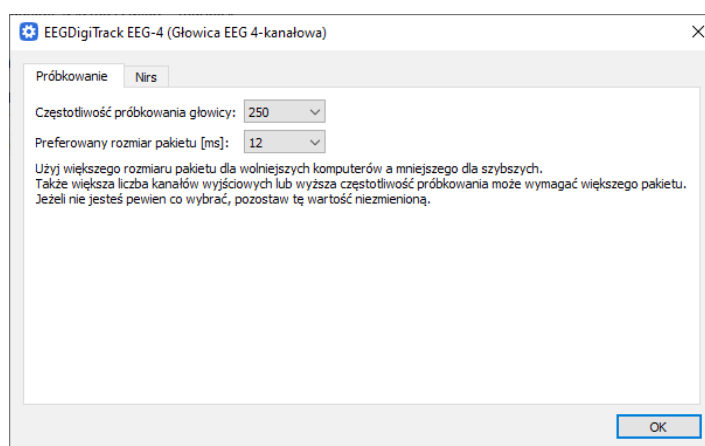 EEGDigiTrack EEG-4 (Głowica EEG 4-kanałowa)
Próbkowanie
Nirs
Częstotliwość próbkowania głowicy: 250
Preferowany rozmiar pakietu [ms]: 12
Użyj większego rozmiaru pakietu dla wolniejszych komputerów a mniejszego dla szybszych.
Także większa liczba kanałów wyjściowych lub wyższa częstotliwość próbkowania może wymagać większego pakietu.
Jeżeli nie jesteś pewien co wybrać, pozostaw tę wartość niezmienioną.
OK